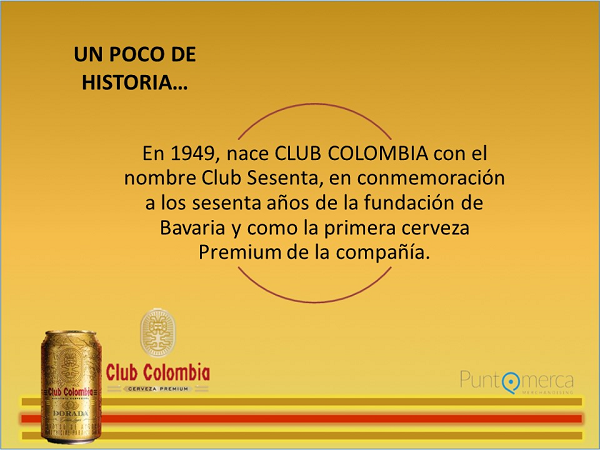 UN POCO DE
HISTORIA...
En 1949, nace CLUB COLOMBIA con el
nombre Club Sesenta, en conmemoración
a los sesenta años de la fundación de
Bavaria y como la primera cerveza
Premium de la compañía.
Club Colombia
CERVEZA PREMIUM
Club Colombia
DORADA
Puntomerca
MERCHANDISING